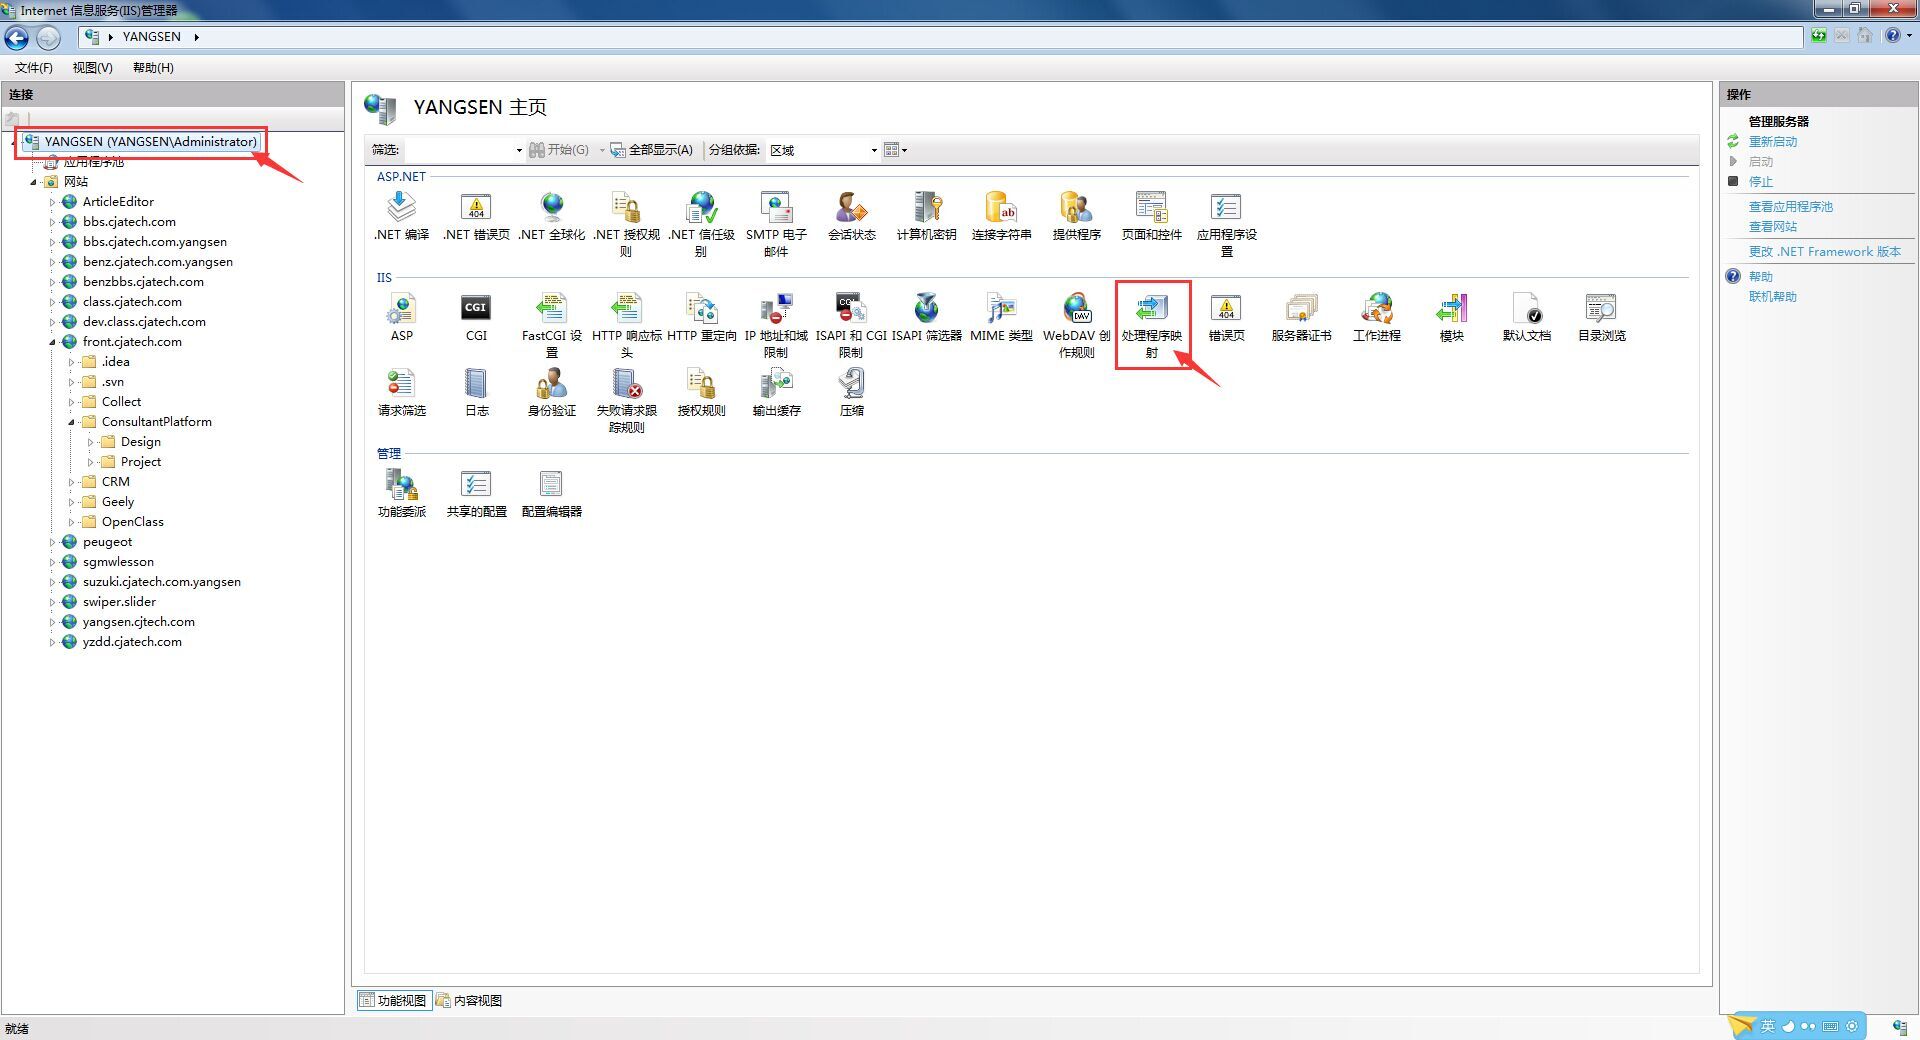 Internet 信息服务(IIS)管理器
YANGSEN
文件(F) 视图(V) 帮助(H)
连接
YANGSEN (YANGSEN\Administrator)
应用程序池
网站
ArticleEditor
bbs.cjatech.com
bbs.cjatech.com.yangsen
benz.cjatech.com.yangsen
benzbbs.cjatech.com
class.cjatech.com
dev.class.cjatech.com
front.cjatech.com
.idea
.svn
Collect
ConsultantPlatform
Design
Project
CRM
Geely
OpenClass
peugeot
sgmwlesson
suzuki.cjatech.com.yangsen
swiper.slider
yangsen.cjtech.com
yzdd.cjatech.com
YANGSEN 主页
筛选: 开始(G) 全部显示(A) 分组依据: 区域
ASP.NET
.NET 编译
404
.NET 错误页
.NET 全球化
.NET 授权规
则
.NET 信任级
别
SMTP 电子
邮件
会话状态
计算机密钥
ab
连接字符串
提供程序
页面和控件
应用程序设
置
IIS
ASP
CGI
CGI
FastCGI 设
置
HTTP 响应标
头
HTTP 重定向
IP 地址和域
限制
CGI
ISAPI 和 CGI
限制
ISAPI 筛选器
MIME 类型
DAV
WebDAV 创
作规则
处理程序映
射
404
错误页
服务器证书
工作进程
模块
默认文档
目录浏览
请求筛选
日志
身份验证
失败请求跟
踪规则
授权规则
输出缓存
压缩
管理
功能委派
共享的配置
配置编辑器
功能视图 内容视图
操作
管理服务器
重新启动
启动
停止
查看应用程序池
查看网站
更改 .NET Framework 版本
帮助
联机帮助
就绪
英